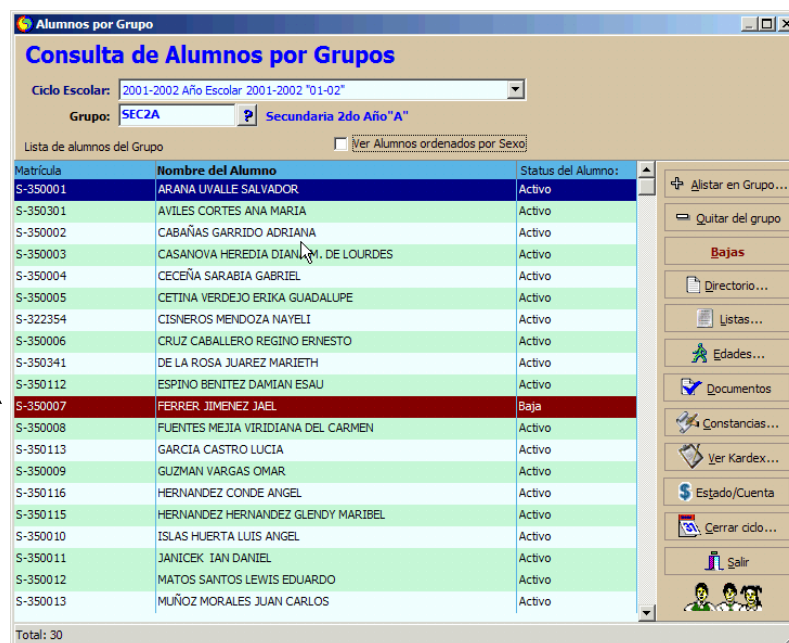 Alumnos por Grupo
Consulta de Alumnos por Grupos
Ciclo Escolar: 2001-2002 Año Escolar 2001-2002 "01-02"
Grupo: SEC2A ? Secundaria 2do Año"A"
Lista de alumnos del Grupo Ver Alumnos ordenados por Sexo
Matrícula Nombre del Alumno Status del Alumno:
S-350001 ARANA UVALLE SALVADOR Activo
S-350301 AVILES CORTES ANA MARIA Activo
S-350002 CABAÑAS GARRIDO ADRIANA Activo
S-350003 CASANOVA HEREDIA DIANA M. DE LOURDES Activo
S-350004 CECEÑA SARABIA GABRIEL Activo
S-350005 CETINA VERDEJO ERIKA GUADALUPE Activo
S-322354 CISNEROS MENDOZA NAYELI Activo
S-350006 CRUZ CABALLERO REGINO ERNESTO Activo
S-350341 DE LA ROSA JUAREZ MARIETH Activo
S-350112 ESPINO BENITEZ DAMIAN ESAU Activo
S-350007 FERRER JIMENEZ JAEL Baja
S-350008 FUENTES MEJIA VIRIDIANA DEL CARMEN Activo
S-350113 GARCIA CASTRO LUCIA Activo
S-350009 GUZMAN VARGAS OMAR Activo
S-350116 HERNANDEZ CONDE ANGEL Activo
S-350115 HERNANDEZ HERNANDEZ GLENDY MARIBEL Activo
S-350010 ISLAS HUERTA LUIS ANGEL Activo
S-350011 JANICEK IAN DANIEL Activo
S-350012 MATOS SANTOS LEWIS EDUARDO Activo
S-350013 MUÑOZ MORALES JUAN CARLOS Activo
Alistar en Grupo...
Quitar del grupo
Bajas
Directorio...
Listas...
Edades...
Documentos
Constancias...
Ver Kardex...
Estado/Cuenta
Cerrar ciclo...
Salir
Total: 30